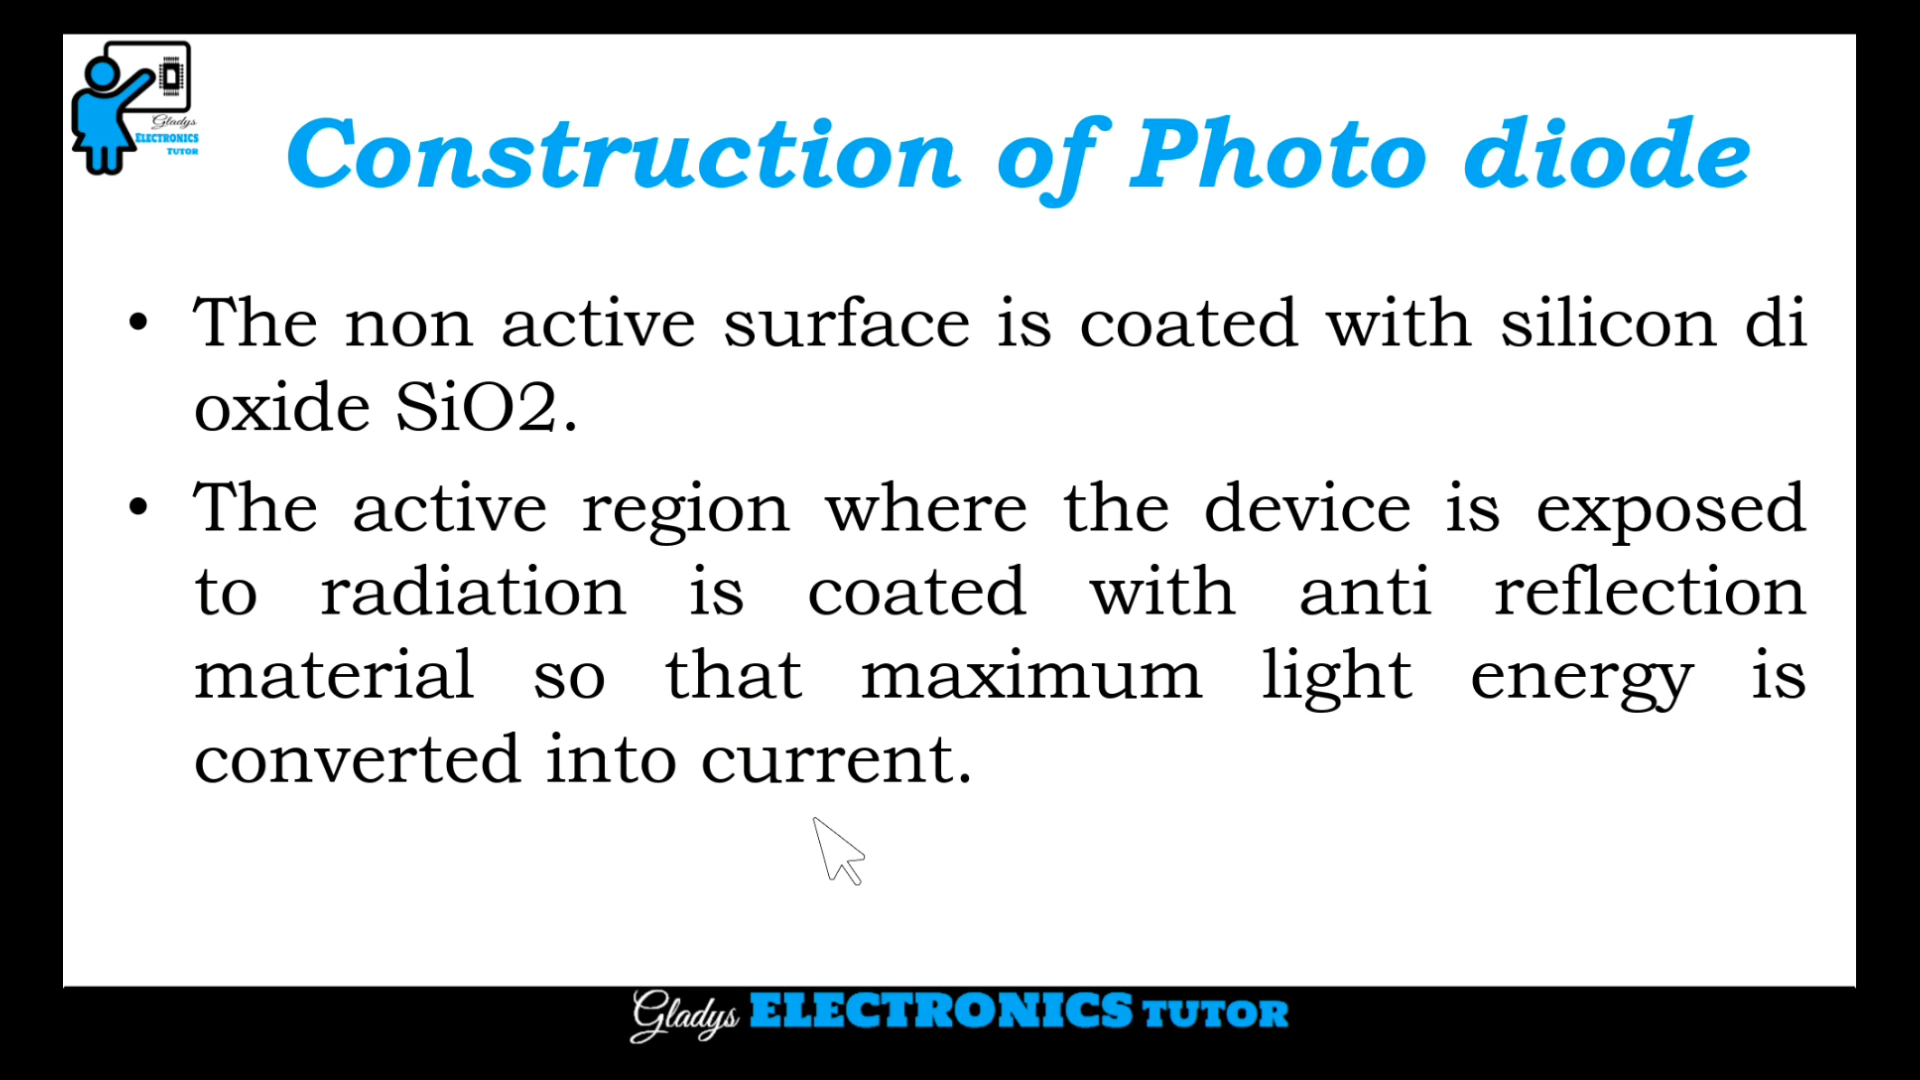 Gladys
ELECTRONICS
TUTOR
Construction of Photo diode
• The non active surface is coated with silicon di
oxide SiO2.
• The active region where the device is exposed
to radiation is coated with anti reflection
material so that maximum light energy is
converted into current.
Gladys ELECTRONICS TUTOR